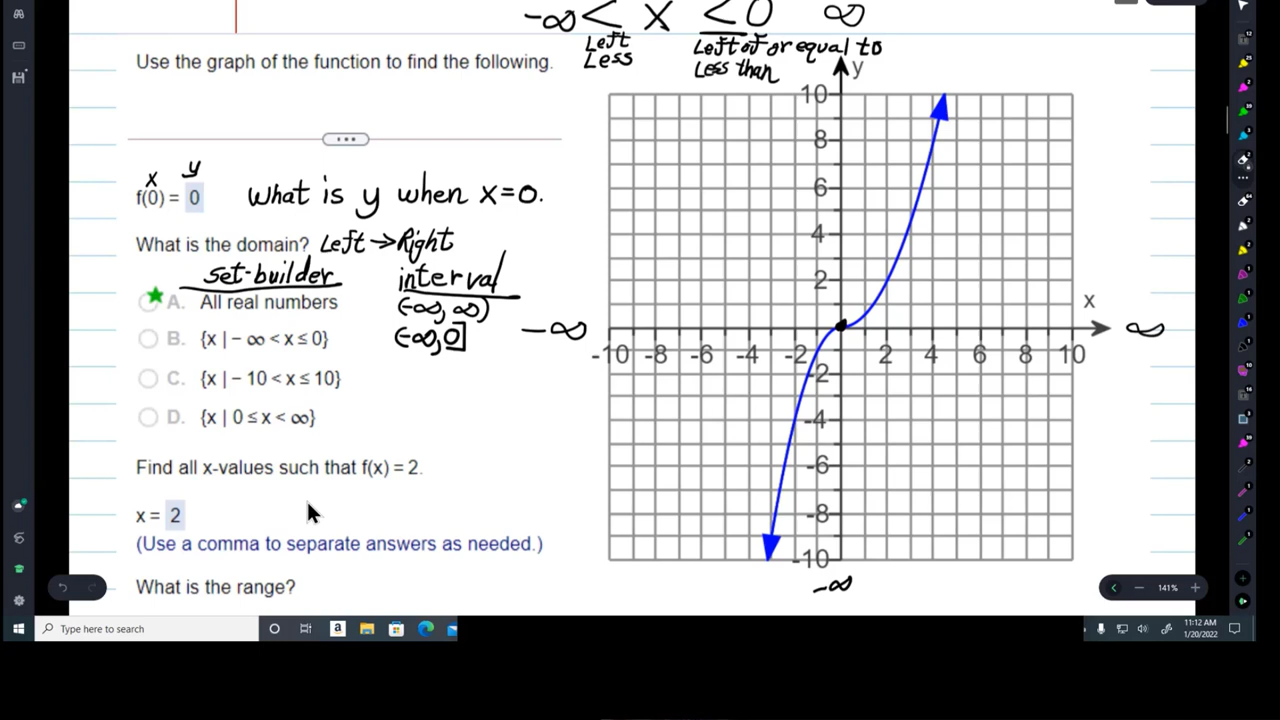 -∞ < x ≤ 0 ∞
Left Left of or equal to
Less Less than
Use the graph of the function to find the following.
x y
f(0) = 0 What is y when x=0.
What is the domain? Left → Right
set-builder interval
A. All real numbers (-∞, ∞)
B. {x | - ∞ < x ≤ 0} (-∞, 0]
C. {x | - 10 < x ≤ 10}
D. {x | 0 ≤ x < ∞}
Find all x-values such that f(x) = 2.
x = 2
(Use a comma to separate answers as needed.)
What is the range?
y
10
8
6
4
2
x
-∞ ∞
-10 -8 -6 -4 -2 2 4 6 8 10
-2
-4
-6
-8
-10
-∞
141%
Type here to search
a
11:12 AM
1/20/2022